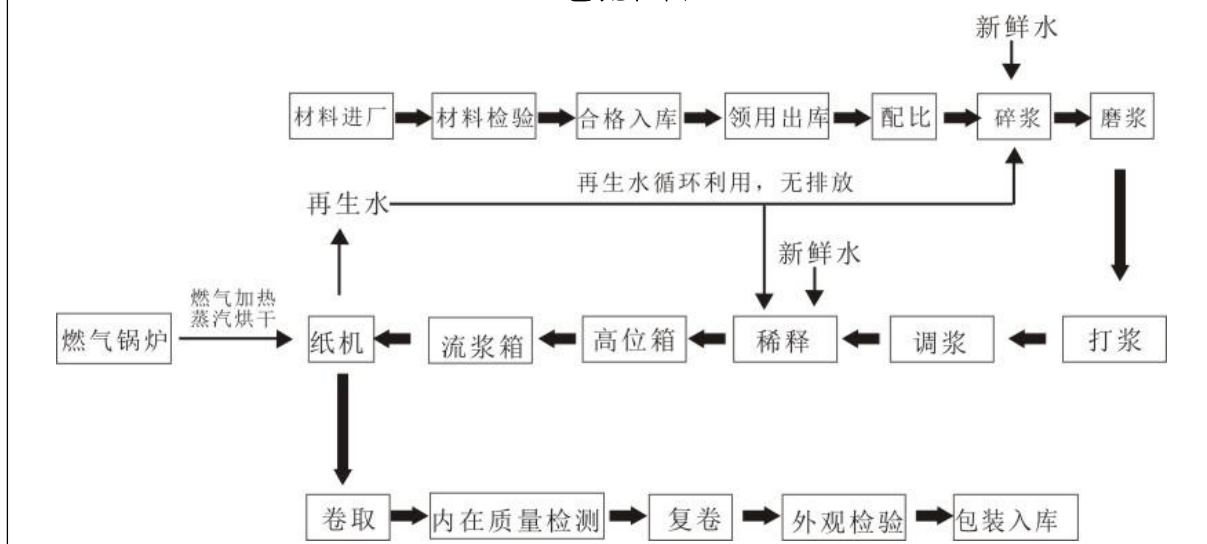 新鲜水
材料进厂 材料检验 合格入库 领用出库 配比 碎浆 磨浆
再生水循环利用，无排放
再生水
新鲜水
燃气加热
蒸汽烘干
燃气锅炉 纸机 流浆箱 高位箱 稀释 调浆 打浆
卷取 内在质量检测 复卷 外观检验 包装入库